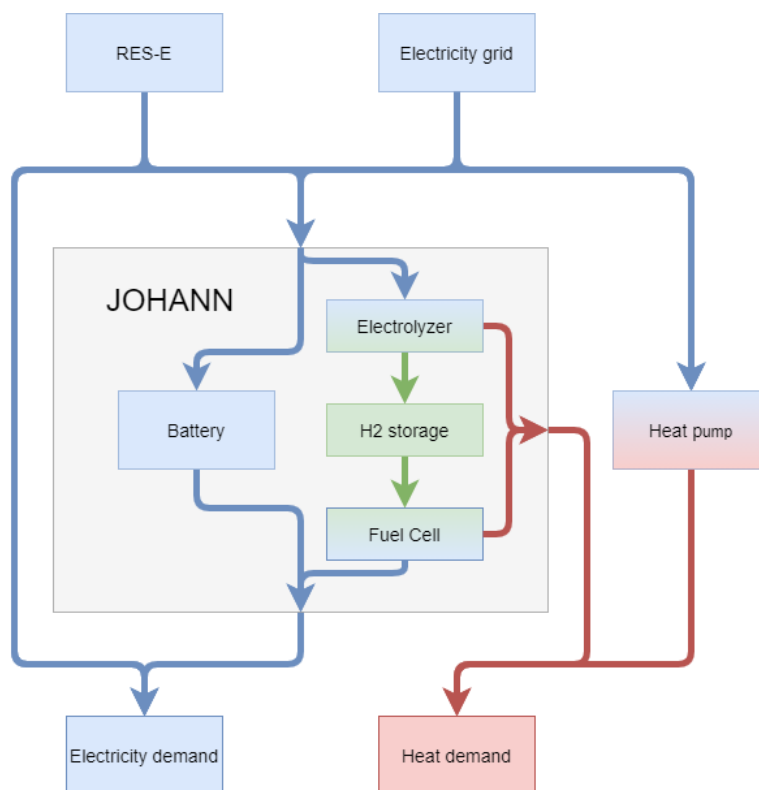 RES-E
Electricity grid
JOHANN
Electrolyzer
Battery
H2 storage
Heat pump
Fuel Cell
Electricity demand
Heat demand